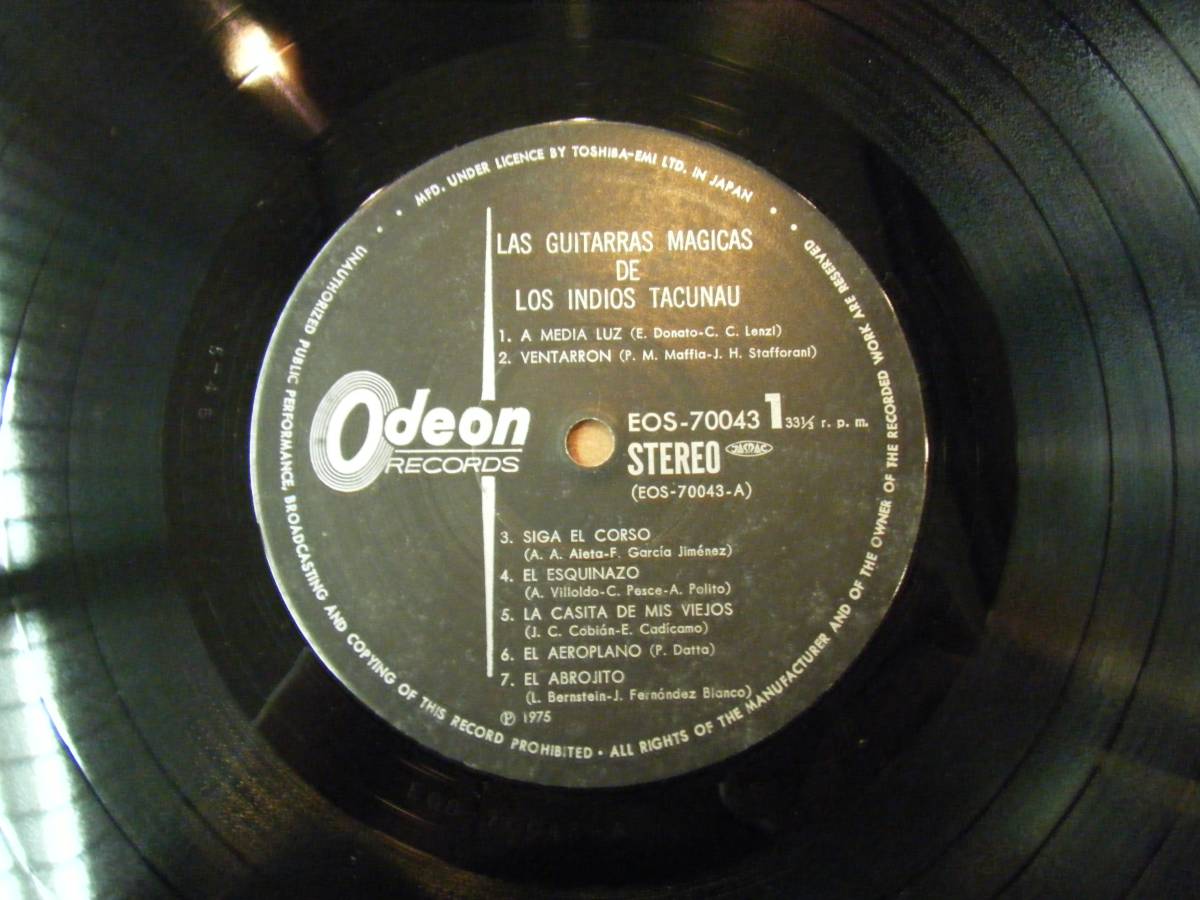 MFD. UNDER LICENCE BY TOSHIBA-EMI LTD. IN JAPAN
LAS GUITARRAS MAGICAS
DE
LOS INDIOS TACUNAU
1. A MEDIA LUZ (E. Donato-C. C. Lenzi)
2. VENTARRON (P. M. Maffia-J. H. Stafforani)
Odeon
RECORDS
EOS-70043 1 33⅓ r. p. m.
STEREO JASRAC
(EOS-70043-A)
3. SIGA EL CORSO
(A. A. Aieta-F. García Jiménez)
4. EL ESQUINAZO
(A. Villoldo-C. Pesce-A. Polito)
5. LA CASITA DE MIS VIEJOS
(J. C. Cobián-E. Cadícamo)
6. EL AEROPLANO (P. Datta)
7. EL ABROJITO
(L. Bernstein-J. Fernández Blanco)
Ⓟ 1975
UNAUTHORIZED PUBLIC PERFORMANCE, BROADCASTING AND COPYING OF THIS RECORD PROHIBITED • ALL RIGHTS OF THE MANUFACTURER AND OF THE OWNER OF THE RECORDED WORK ARE RESERVED